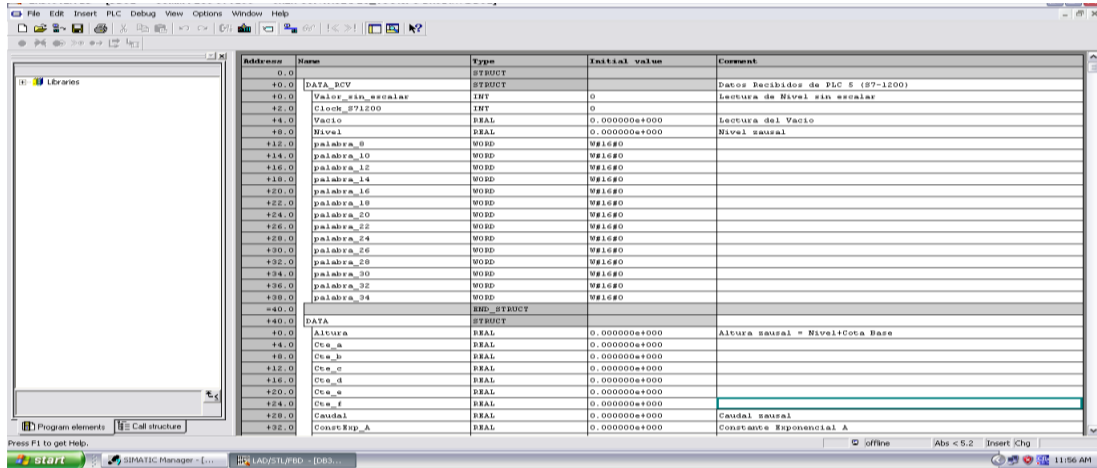 File Edit Insert PLC Debug View Options Window Help
Libraries
Program elements Call structure
Address Name Type Initial value Comment
0.0 STRUCT
+0.0 DATA_RCV STRUCT Datos Recibidos de PLC 5 (S7-1200)
+0.0 Valor_sin_escalar INT 0 Lectura de Nivel sin escalar
+2.0 Clock_S71200 INT 0
+4.0 Vacio REAL 0.000000e+000 Lectura del Vacio
+8.0 Nivel REAL 0.000000e+000 Nivel zausal
+12.0 palabra_8 WORD W#16#0
+14.0 palabra_10 WORD W#16#0
+16.0 palabra_12 WORD W#16#0
+18.0 palabra_14 WORD W#16#0
+20.0 palabra_16 WORD W#16#0
+22.0 palabra_18 WORD W#16#0
+24.0 palabra_20 WORD W#16#0
+26.0 palabra_22 WORD W#16#0
+28.0 palabra_24 WORD W#16#0
+30.0 palabra_26 WORD W#16#0
+32.0 palabra_28 WORD W#16#0
+34.0 palabra_30 WORD W#16#0
+36.0 palabra_32 WORD W#16#0
+38.0 palabra_34 WORD W#16#0
=40.0 END_STRUCT
+40.0 DATA STRUCT
+0.0 Altura REAL 0.000000e+000 Altura zausal = Nivel+Cota Base
+4.0 Cte_a REAL 0.000000e+000
+8.0 Cte_b REAL 0.000000e+000
+12.0 Cte_c REAL 0.000000e+000
+16.0 Cte_d REAL 0.000000e+000
+20.0 Cte_e REAL 0.000000e+000
+24.0 Cte_f REAL 0.000000e+000
+28.0 Caudal REAL 0.000000e+000 Caudal zausal
+32.0 ConstExp_A REAL 0.000000e+000 Constante Exponencial A
Press F1 to get Help. offline Abs < 5.2 Insert Chg
start SIMATIC Manager - [... LAD/STL/FBD - [DB3... 11:56 AM